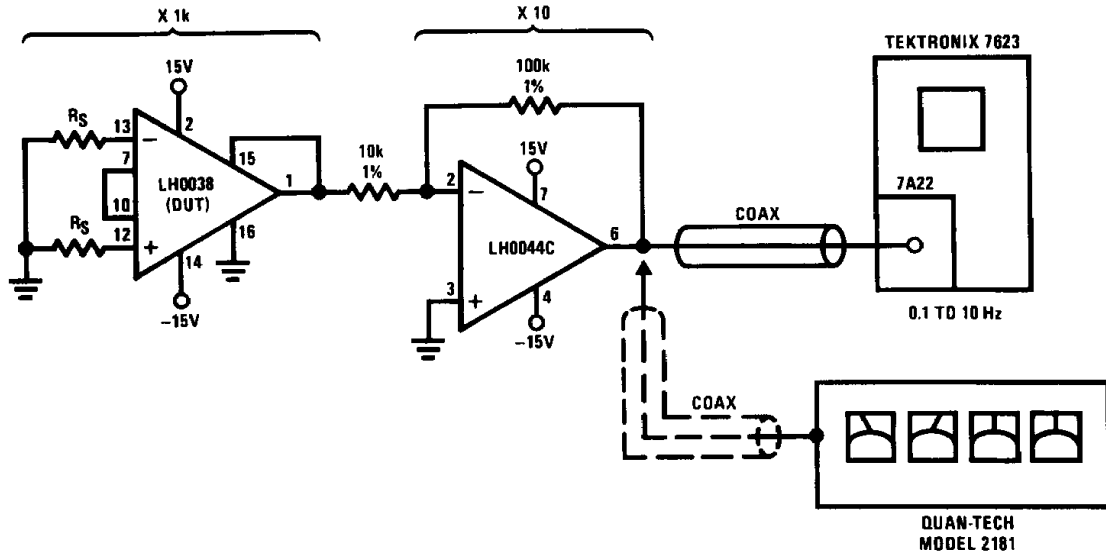 X 1k
X 10
TEKTRONIX 7623
15V
100k
1%
RS
13
2
−
7
15
10k
1%
15V
LH0038
(DUT)
1
2
−
7
7A22
10
COAX
RS
12
+
16
LH0044C
6
14
3
+
4
−15V
−15V
0.1 TO 10 Hz
COAX
QUAN-TECH
MODEL 2181